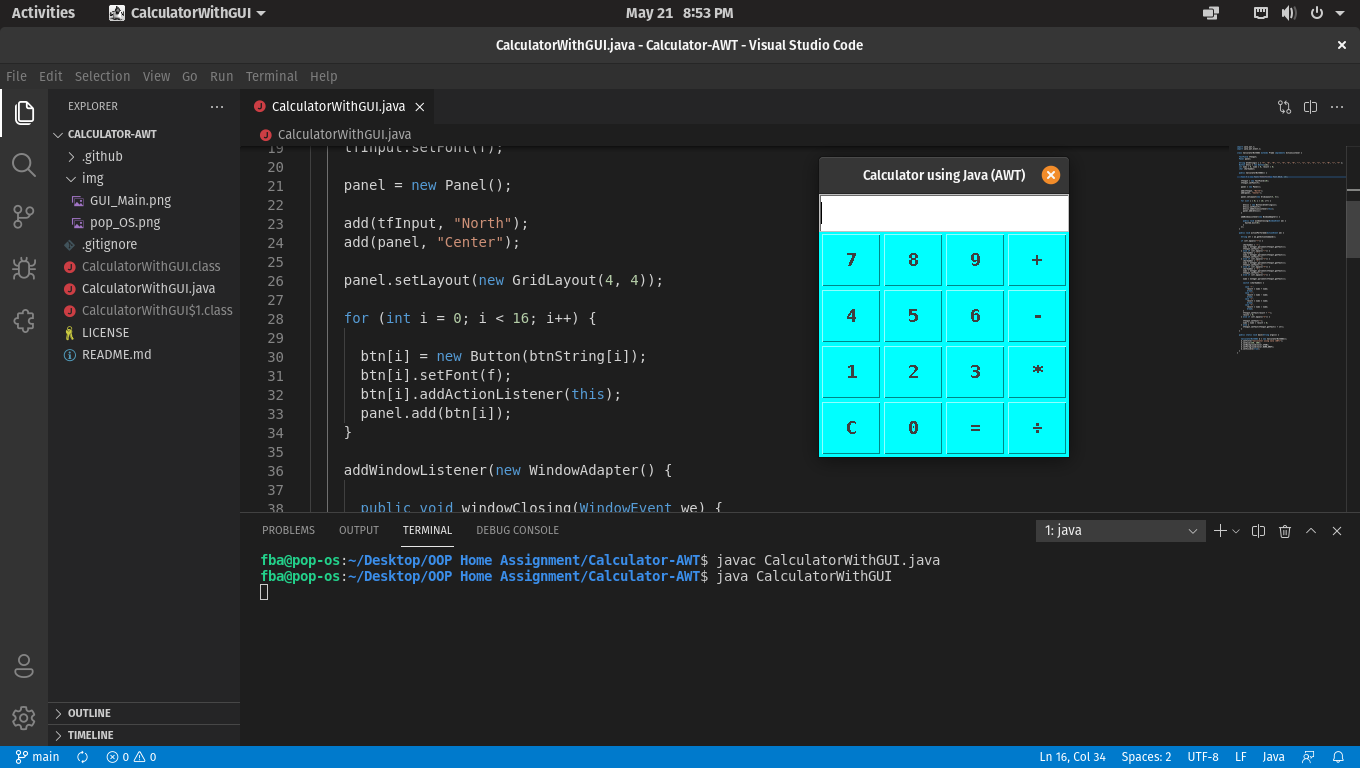 Activities CalculatorWithGUI May 21 8:53 PM
CalculatorWithGUI.java - Calculator-AWT - Visual Studio Code
File Edit Selection View Go Run Terminal Help
EXPLORER
CALCULATOR-AWT
.github
img
GUI_Main.png
pop_OS.png
.gitignore
CalculatorWithGUI.class
CalculatorWithGUI.java
CalculatorWithGUI$1.class
LICENSE
README.md
OUTLINE
TIMELINE
CalculatorWithGUI.java
CalculatorWithGUI.java
19 tfInput.setFont(f);
20
21 panel = new Panel();
22
23 add(tfInput, "North");
24 add(panel, "Center");
25
26 panel.setLayout(new GridLayout(4, 4));
27
28 for (int i = 0; i < 16; i++) {
29
30 btn[i] = new Button(btnString[i]);
31 btn[i].setFont(f);
32 btn[i].addActionListener(this);
33 panel.add(btn[i]);
34 }
35
36 addWindowListener(new WindowAdapter() {
37
38 public void windowClosing(WindowEvent we) {
Calculator using Java (AWT)
7 8 9 +
4 5 6 -
1 2 3 *
C 0 = ÷
PROBLEMS OUTPUT TERMINAL DEBUG CONSOLE 1: java
fba@pop-os:~/Desktop/OOP Home Assignment/Calculator-AWT$ javac CalculatorWithGUI.java
fba@pop-os:~/Desktop/OOP Home Assignment/Calculator-AWT$ java CalculatorWithGUI
main 0 0 Ln 16, Col 34 Spaces: 2 UTF-8 LF Java